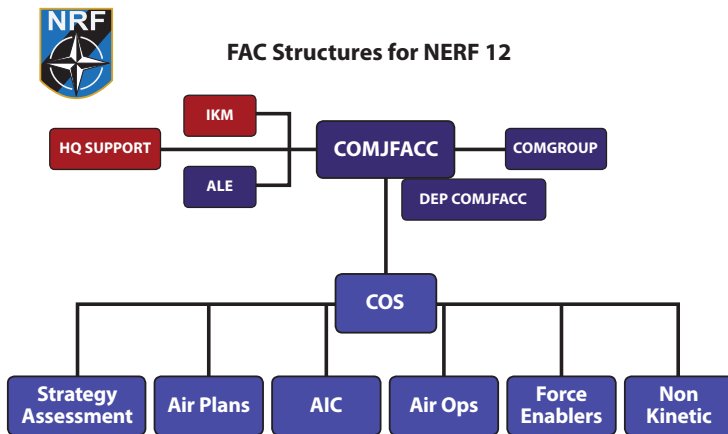 NRF
FAC Structures for NERF 12
IKM
HQ SUPPORT
COMJFACC
COMGROUP
ALE
DEP COMJFACC
COS
Strategy
Assessment
Air Plans
AIC
Air Ops
Force
Enablers
Non
Kinetic